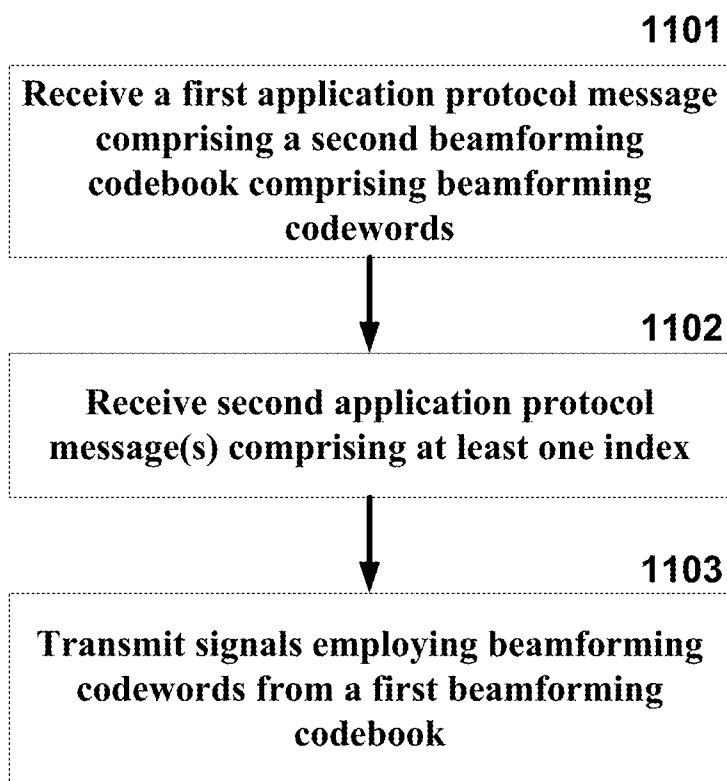 1101
Receive a first application protocol message
comprising a second beamforming
codebook comprising beamforming
codewords
1102
Receive second application protocol
message(s) comprising at least one index
1103
Transmit signals employing beamforming
codewords from a first beamforming
codebook